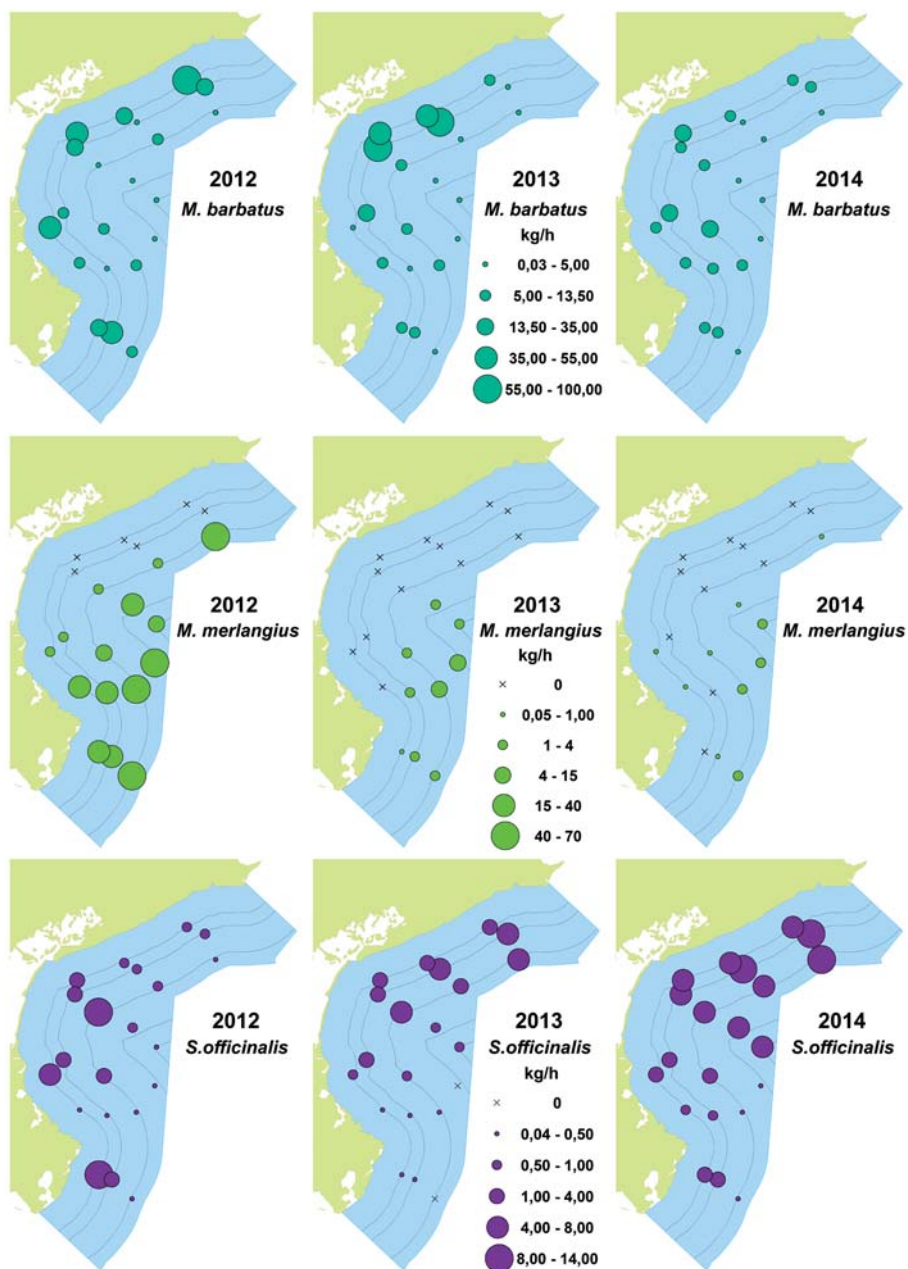 2012
M. barbatus
2013
M. barbatus
kg/h
0,03 - 5,00
5,00 - 13,50
13,50 - 35,00
35,00 - 55,00
55,00 - 100,00
2014
M. barbatus
2012
M. merlangius
2013
M. merlangius
kg/h
× 0
0,05 - 1,00
1 - 4
4 - 15
15 - 40
40 - 70
2014
M. merlangius
2012
S.officinalis
2013
S.officinalis
kg/h
× 0
0,04 - 0,50
0,50 - 1,00
1,00 - 4,00
4,00 - 8,00
8,00 - 14,00
2014
S.officinalis